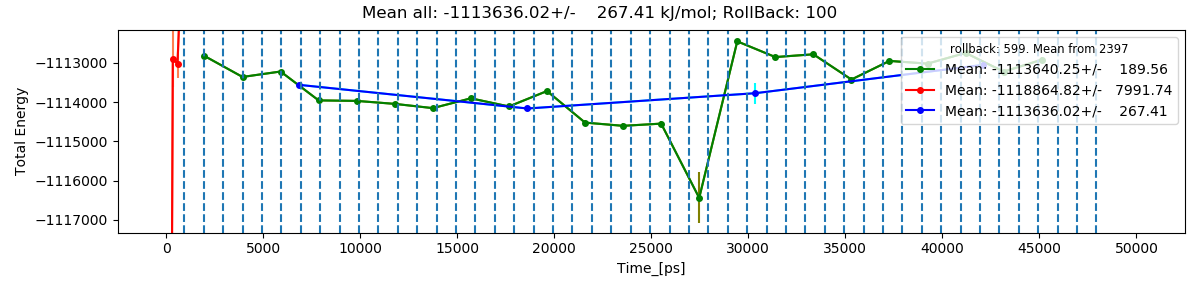 Mean all: -1113636.02+/-    267.41 kJ/mol; RollBack: 100
rollback: 599. Mean from 2397
Mean: -1113640.25+/-    189.56
Mean: -1118864.82+/-   7991.74
Mean: -1113636.02+/-    267.41
Total Energy
−1113000
−1114000
−1115000
−1116000
−1117000
0 5000 10000 15000 20000 25000 30000 35000 40000 45000 50000
Time_[ps]